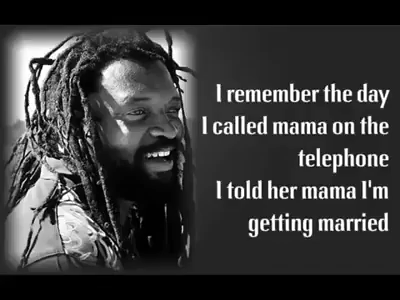 I remember the day
I called mama on the
telephone
I told her mama I'm
getting married